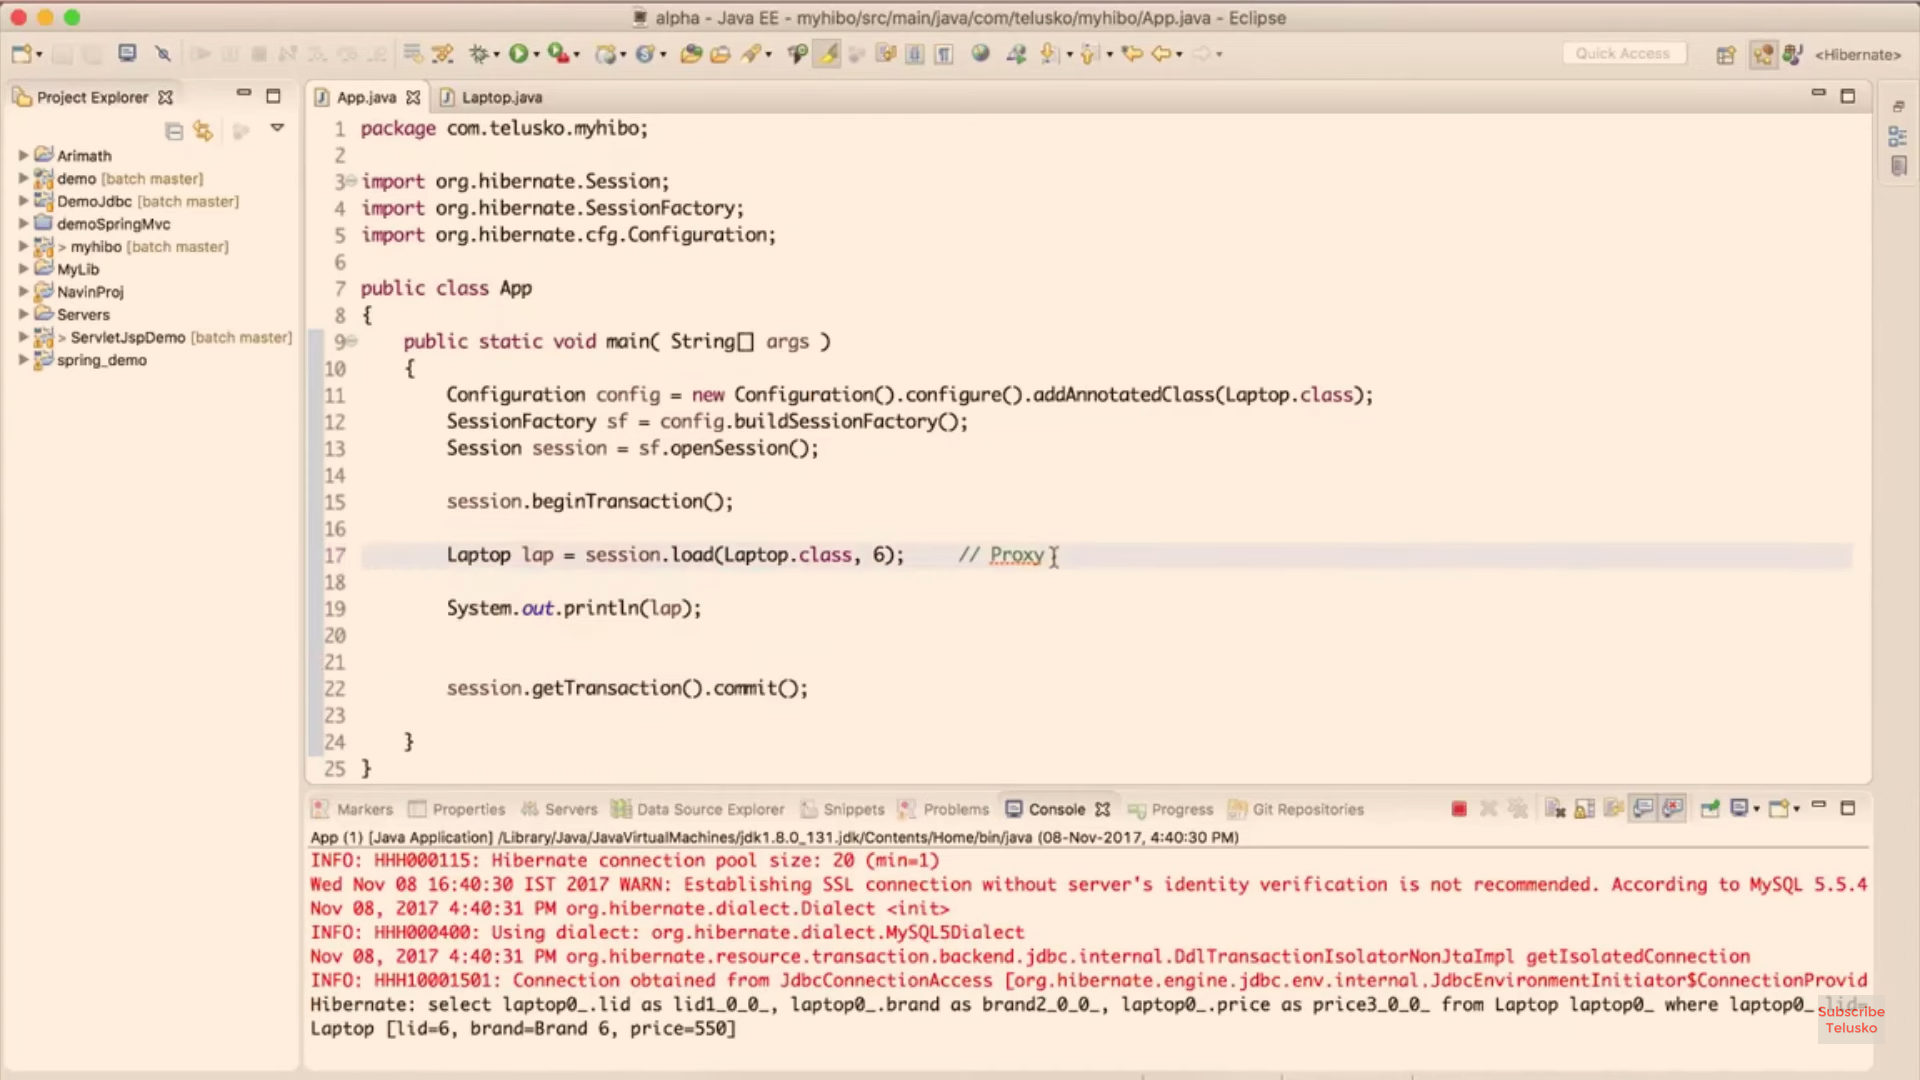 alpha - Java EE - myhibo/src/main/java/com/telusko/myhibo/App.java - Eclipse
Quick Access
<Hibernate>
Project Explorer
App.java
Laptop.java
Arimath
demo [batch master]
DemoJdbc [batch master]
demoSpringMvc
> myhibo [batch master]
MyLib
NavinProj
Servers
> ServletJspDemo [batch master]
spring_demo
1 package com.telusko.myhibo;
2
3 import org.hibernate.Session;
4 import org.hibernate.SessionFactory;
5 import org.hibernate.cfg.Configuration;
6
7 public class App
8 {
9 public static void main( String[] args )
10 {
11 Configuration config = new Configuration().configure().addAnnotatedClass(Laptop.class);
12 SessionFactory sf = config.buildSessionFactory();
13 Session session = sf.openSession();
14
15 session.beginTransaction();
16
17 Laptop lap = session.load(Laptop.class, 6); // Proxy
18
19 System.out.println(lap);
20
21
22 session.getTransaction().commit();
23
24 }
25 }
Markers Properties Servers Data Source Explorer Snippets Problems Console Progress Git Repositories
App (1) [Java Application] /Library/Java/JavaVirtualMachines/jdk1.8.0_131.jdk/Contents/Home/bin/java (08-Nov-2017, 4:40:30 PM)
INFO: HHH000115: Hibernate connection pool size: 20 (min=1)
Wed Nov 08 16:40:30 IST 2017 WARN: Establishing SSL connection without server's identity verification is not recommended. According to MySQL 5.5.4
Nov 08, 2017 4:40:31 PM org.hibernate.dialect.Dialect <init>
INFO: HHH000400: Using dialect: org.hibernate.dialect.MySQL5Dialect
Nov 08, 2017 4:40:31 PM org.hibernate.resource.transaction.backend.jdbc.internal.DdlTransactionIsolatorNonJtaImpl getIsolatedConnection
INFO: HHH10001501: Connection obtained from JdbcConnectionAccess [org.hibernate.engine.jdbc.env.internal.JdbcEnvironmentInitiator$ConnectionProvid
Hibernate: select laptop0_.lid as lid1_0_0_, laptop0_.brand as brand2_0_0_, laptop0_.price as price3_0_0_ from Laptop laptop0_ where laptop0_.lid=
Laptop [lid=6, brand=Brand 6, price=550]
Subscribe
Telusko